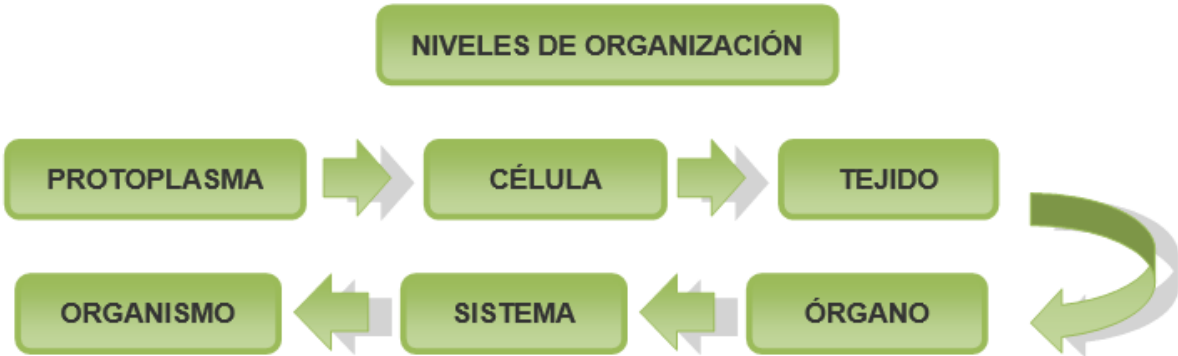 NIVELES DE ORGANIZACIÓN
PROTOPLASMA
CÉLULA
TEJIDO
ÓRGANO
SISTEMA
ORGANISMO